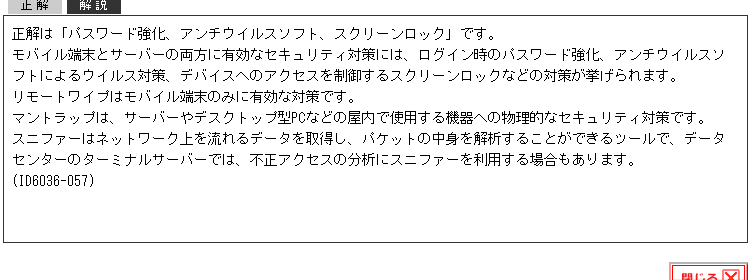 正解 解説
正解は「パスワード強化、アンチウイルスソフト、スクリーンロック」です。
モバイル端末とサーバーの両方に有効なセキュリティ対策には、ログイン時のパスワード強化、アンチウイルスソ
フトによるウイルス対策、デバイスへのアクセスを制御するスクリーンロックなどの対策が挙げられます。
リモートワイプはモバイル端末のみに有効な対策です。
マントラップは、サーバーやデスクトップ型PCなどの屋内で使用する機器への物理的なセキュリティ対策です。
スニファーはネットワーク上を流れるデータを取得し、パケットの中身を解析することができるツールで、データ
センターのターミナルサーバーでは、不正アクセスの分析にスニファーを利用する場合もあります。
(ID6036-057)
閉じる